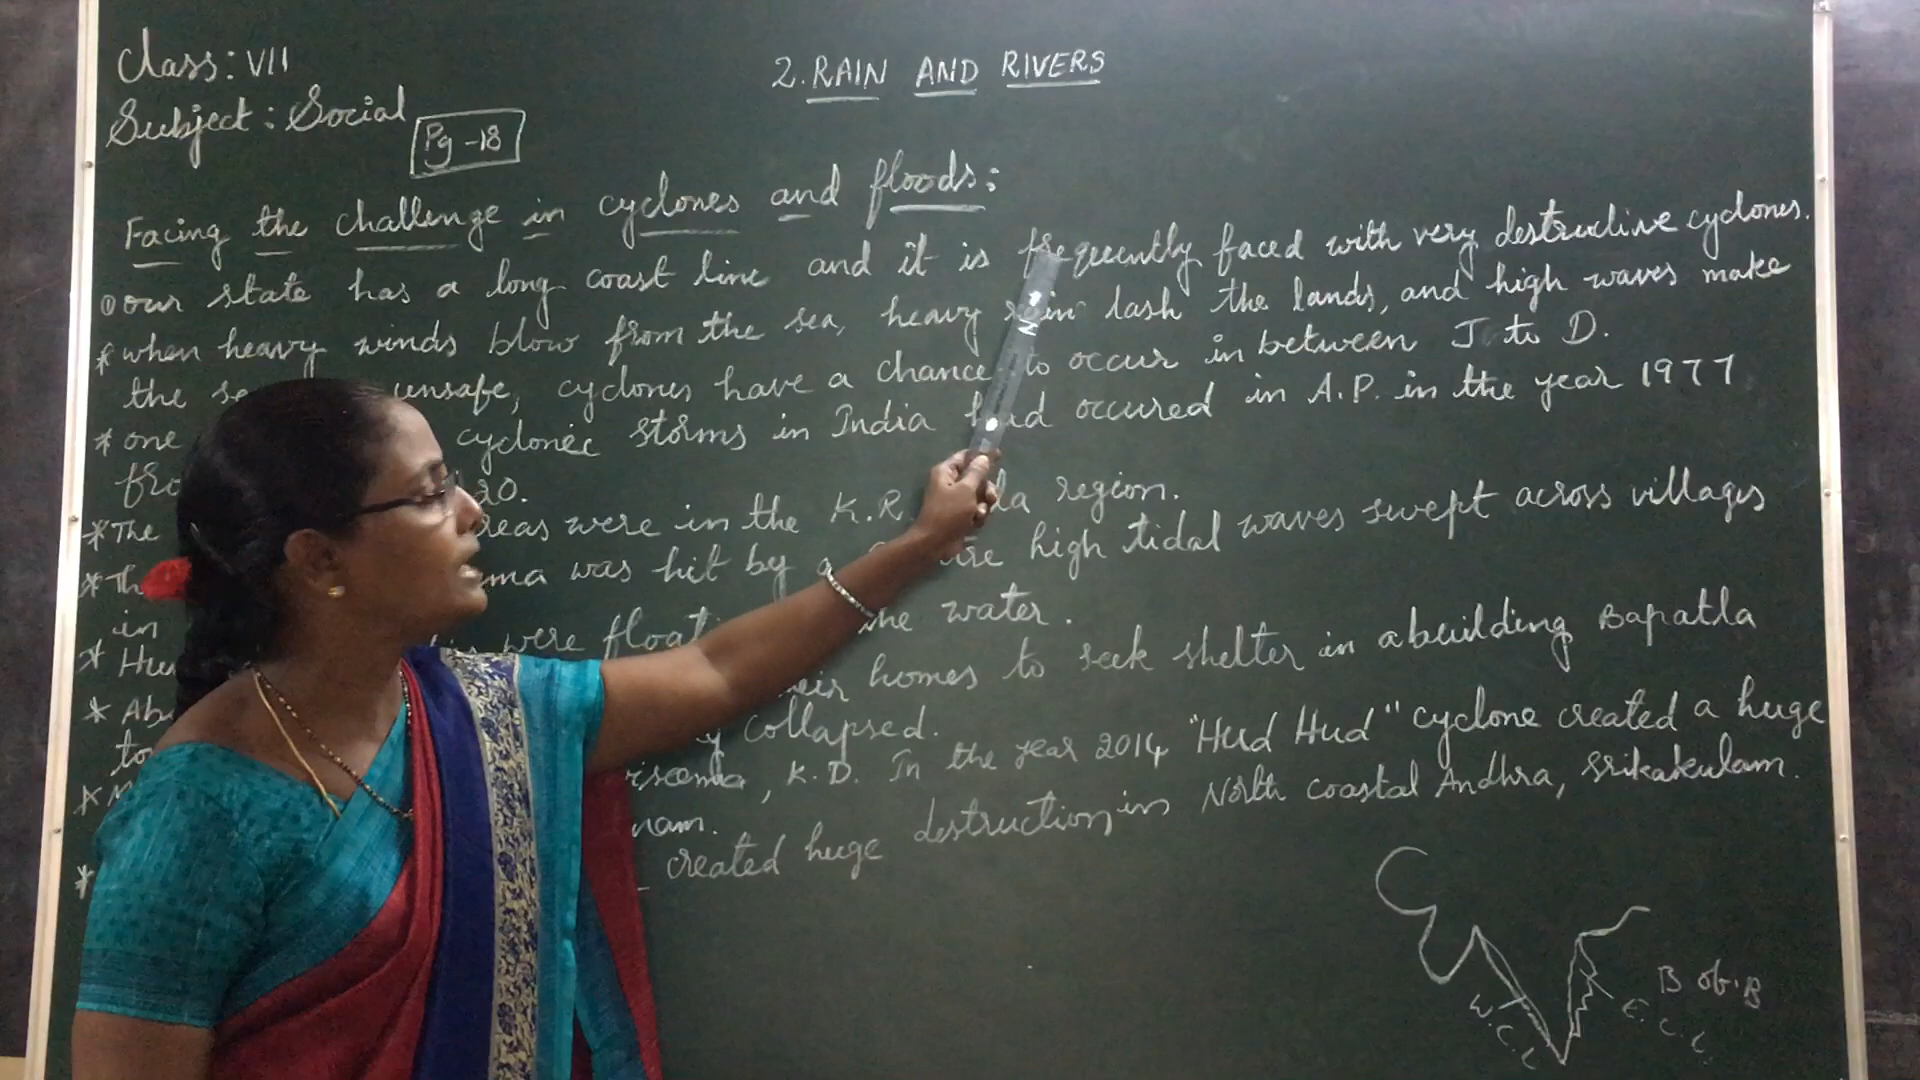 Class: VII
2. RAIN AND RIVERS
Subject: Social
Pg-18
Facing the challenge in cyclones and floods:
① our state has a long coast line and it is frequently faced with very destructive cyclones.
* when heavy winds blow from the sea, heavy rain lash the lands, and high waves make
the unsafe, cyclones have a chance to occur in between J to D.
* one cyclonic storms in India had occured in A.P. in the year 1977
20.
* The were in the K.R region.
* was hit by a high tidal waves swept across villages
in were the water.
* homes to seek shelter in a building Bapatla
* collapsed.
to
* K.D. In the year 2014 "Hud Hud" cyclone created a huge
* created huge destruction, in North coastal Andhra, Srikakulam.
W.C.L
E.C.L
B ob. B